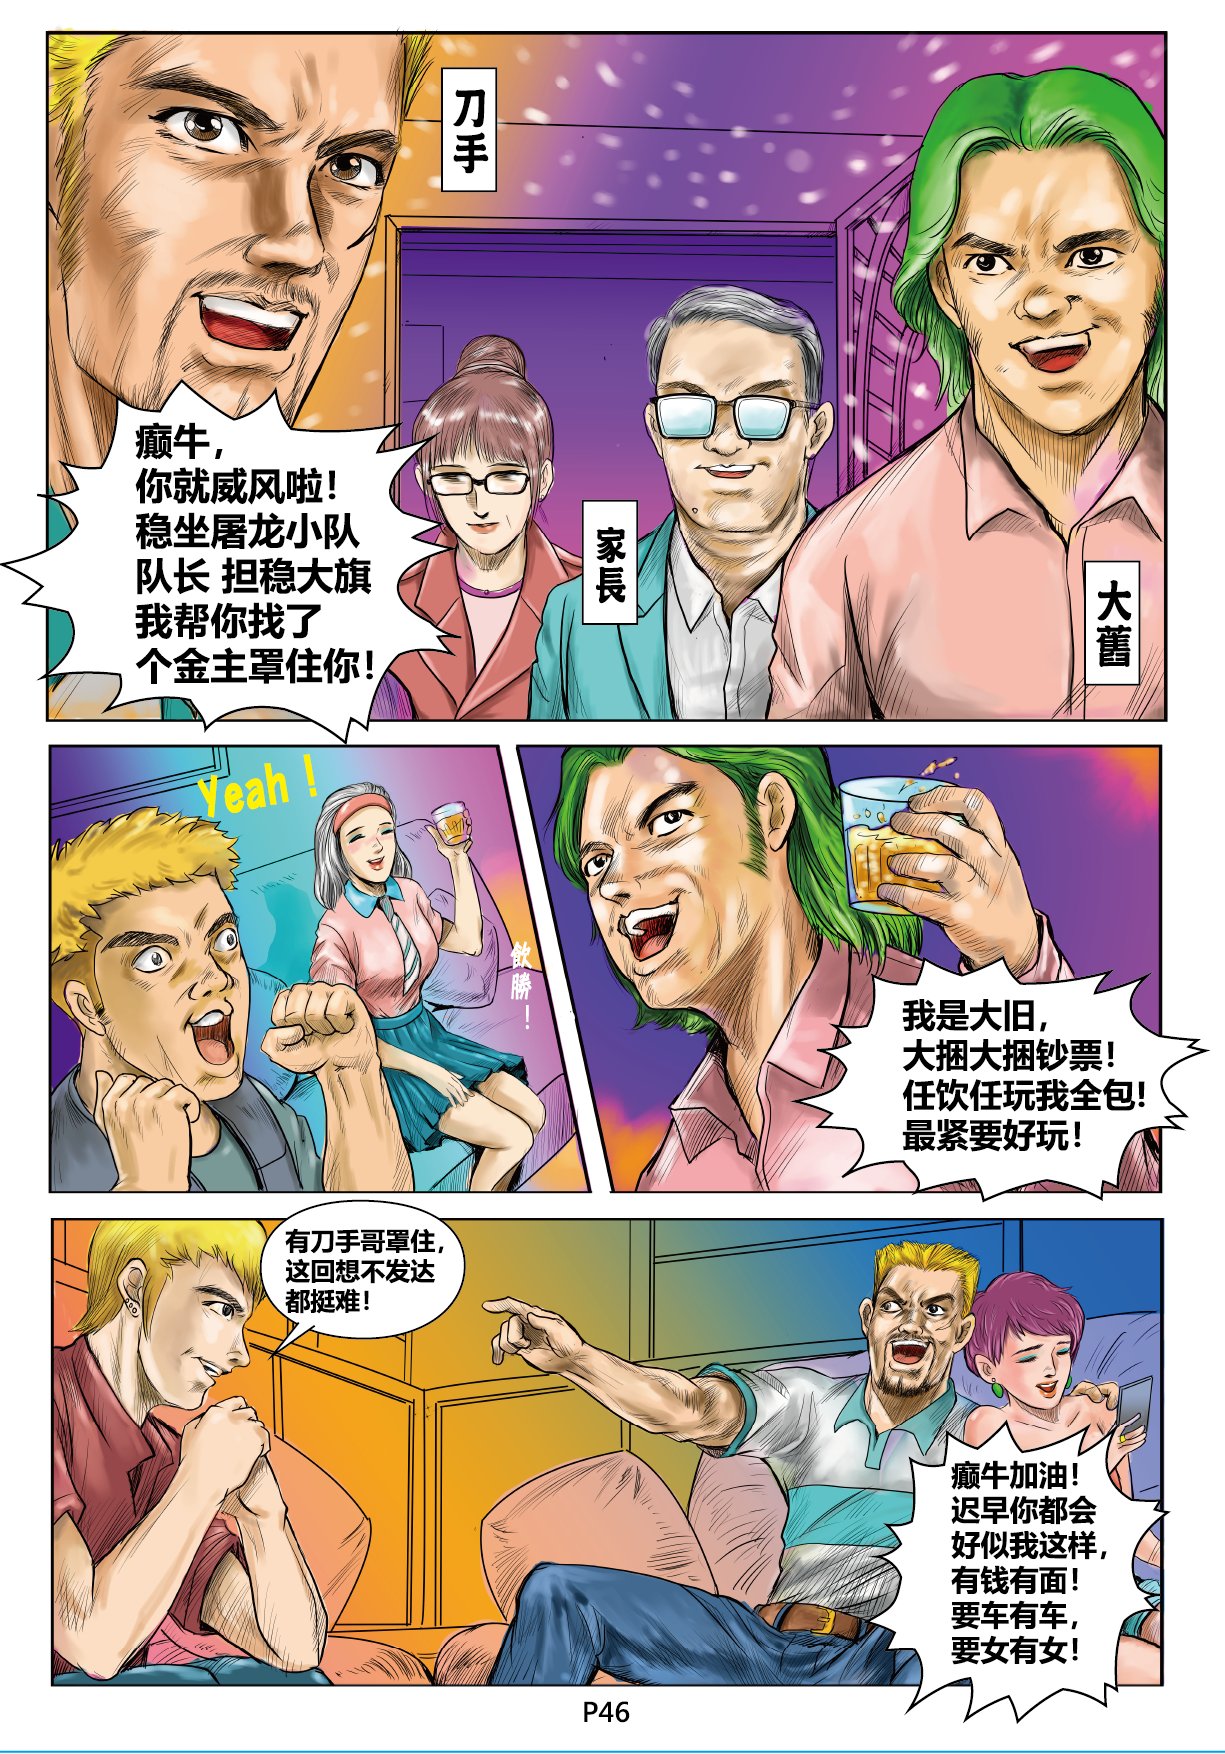 刀手
癫牛，
你就威风啦！
稳坐屠龙小队
队长 担稳大旗
我帮你找了
个金主罩住你！
家長
大舊
Yeah！
飲勝！
我是大旧，
大捆大捆钞票！
任饮任玩我全包！
最紧要好玩！
有刀手哥罩住，
这回想不发达
都挺难！
癫牛加油！
迟早你都会
好似我这样，
有钱有面！
要车有车，
要女有女！
P46